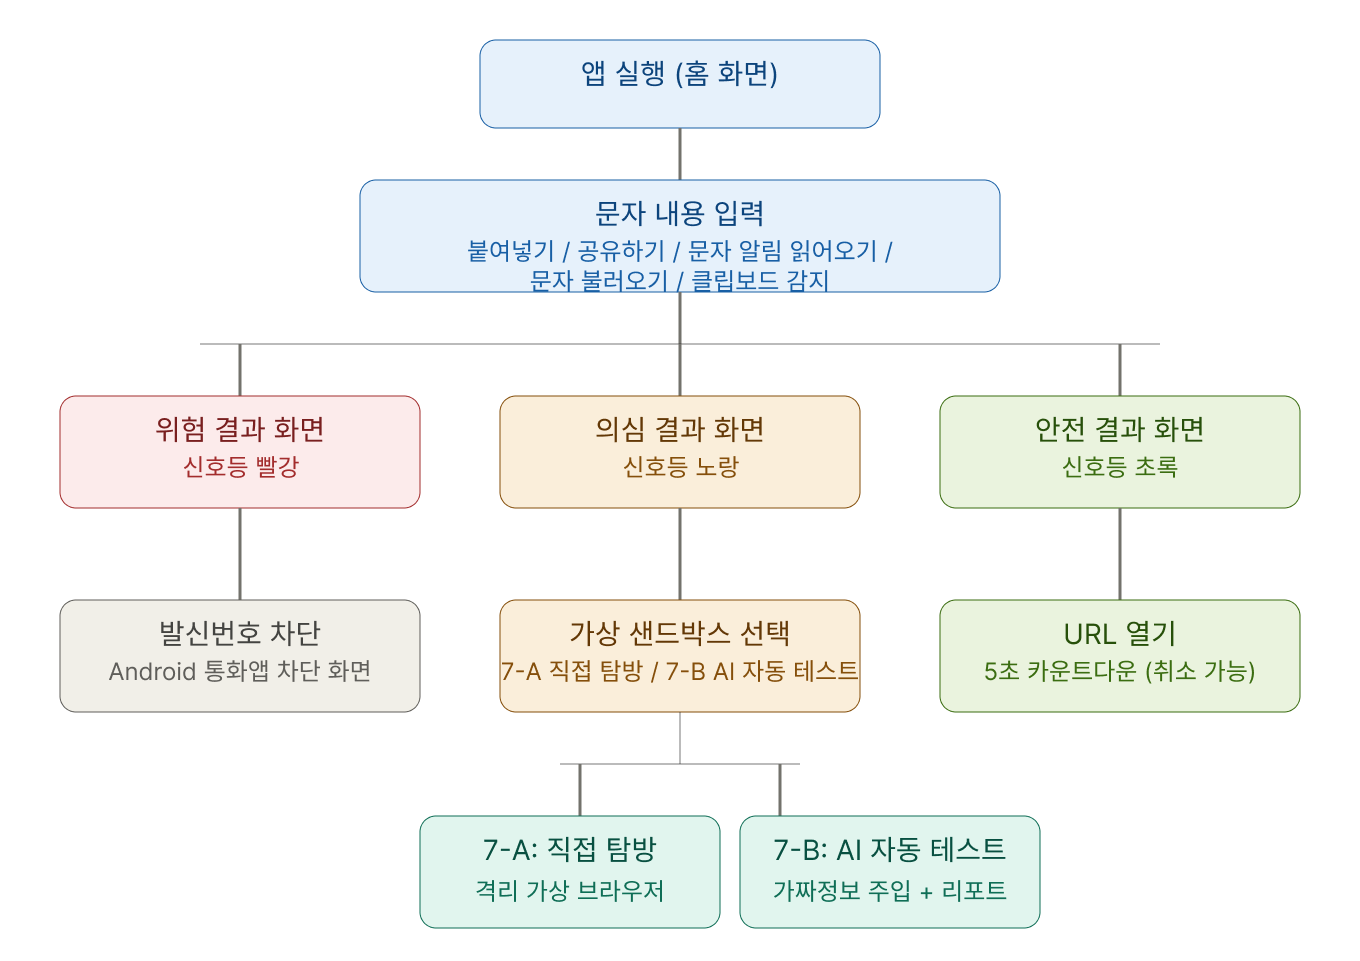 앱 실행 (홈 화면)
문자 내용 입력
붙여넣기 / 공유하기 / 문자 알림 읽어오기 /
문자 불러오기 / 클립보드 감지
위험 결과 화면
신호등 빨강
의심 결과 화면
신호등 노랑
안전 결과 화면
신호등 초록
발신번호 차단
Android 통화앱 차단 화면
가상 샌드박스 선택
7-A 직접 탐방 / 7-B AI 자동 테스트
URL 열기
5초 카운트다운 (취소 가능)
7-A: 직접 탐방
격리 가상 브라우저
7-B: AI 자동 테스트
가짜정보 주입 + 리포트